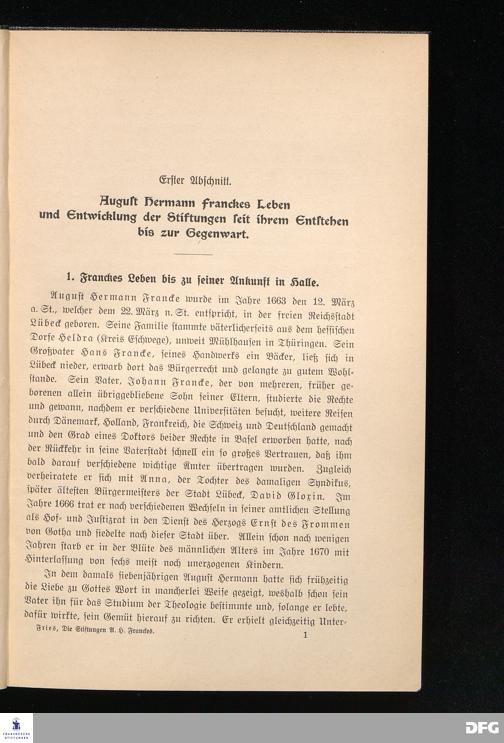 Erster Abschnitt.
August Hermann Franckes Leben
und Entwicklung der Stiftungen seit ihrem Entstehen
bis zur Gegenwart.
1. Franckes Leben bis zu seiner Ankunft in Halle.
August Hermann Francke wurde im Jahre 1663 den 12. März
a. St., welcher dem 22. März n. St. entspricht, in der freien Reichsstadt
Lübeck geboren. Seine Familie stammte väterlicherseits aus dem hessischen
Dorfe Heldra (Kreis Eschwege), unweit Mühlhausen in Thüringen. Sein
Großvater Hans Francke, seines Handwerks ein Bäcker, ließ sich in
Lübeck nieder, erwarb dort das Bürgerrecht und gelangte zu gutem Wohl-
stande. Sein Vater, Johann Francke, der von mehreren, früher ge-
borenen allein übriggebliebene Sohn seiner Eltern, studierte die Rechte
und gewann, nachdem er verschiedene Universitäten besucht, weitere Reisen
durch Dänemark, Holland, Frankreich, die Schweiz und Deutschland gemacht
und den Grad eines Doktors beider Rechte in Basel erworben hatte, nach
der Rückkehr in seine Vaterstadt schnell ein so großes Vertrauen, daß ihm
bald darauf verschiedene wichtige Ämter übertragen wurden. Zugleich
verheiratete er sich mit Anna, der Tochter des damaligen Syndikus,
später ältesten Bürgermeisters der Stadt Lübeck, David Gloxin. Im
Jahre 1666 trat er nach verschiedenen Wechseln in seiner amtlichen Stellung
als Hof- und Justizrat in den Dienst des Herzogs Ernst des Frommen
von Gotha und siedelte nach dieser Stadt über. Allein schon nach wenigen
Jahren starb er in der Blüte des männlichen Alters im Jahre 1670 mit
Hinterlassung von sechs meist noch unerzogenen Kindern.
In dem damals siebenjährigen August Hermann hatte sich frühzeitig
die Liebe zu Gottes Wort in mancherlei Weise gezeigt, weshalb schon sein
Vater ihn für das Studium der Theologie bestimmte und, solange er lebte,
dafür wirkte, sein Gemüt hierauf zu richten. Er erhielt gleichzeitig Unter-
Fries, Die Stiftungen A. H. Franckes.
1
FRANCKESCHE
STIFTUNGEN
DFG